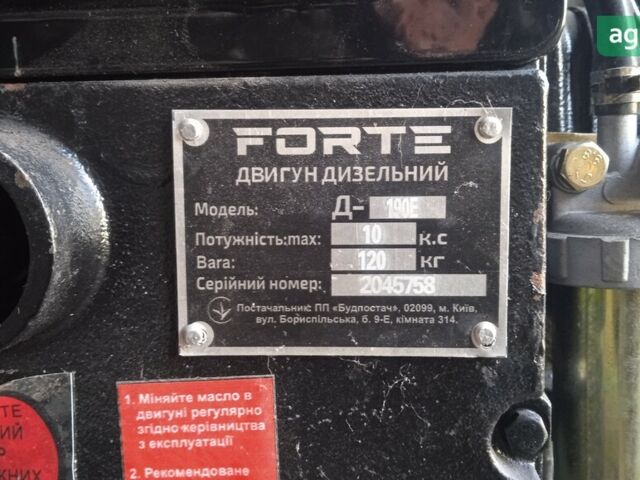 ag
FORTE
ДВИГУН ДИЗЕЛЬНИЙ
Модель: Д- 190Е
Потужність:max: 10 к.с
Вага: 120 кг
Серійний номер: 2045758
Постачальник: ПП «Будпостач», 02099, м. Київ,
вул. Бориспільська, б. 9-Е, кімната 314.
1. Міняйте масло в
двигуні регулярно
згідно керівництва
з експлуатації
2. Рекомендоване